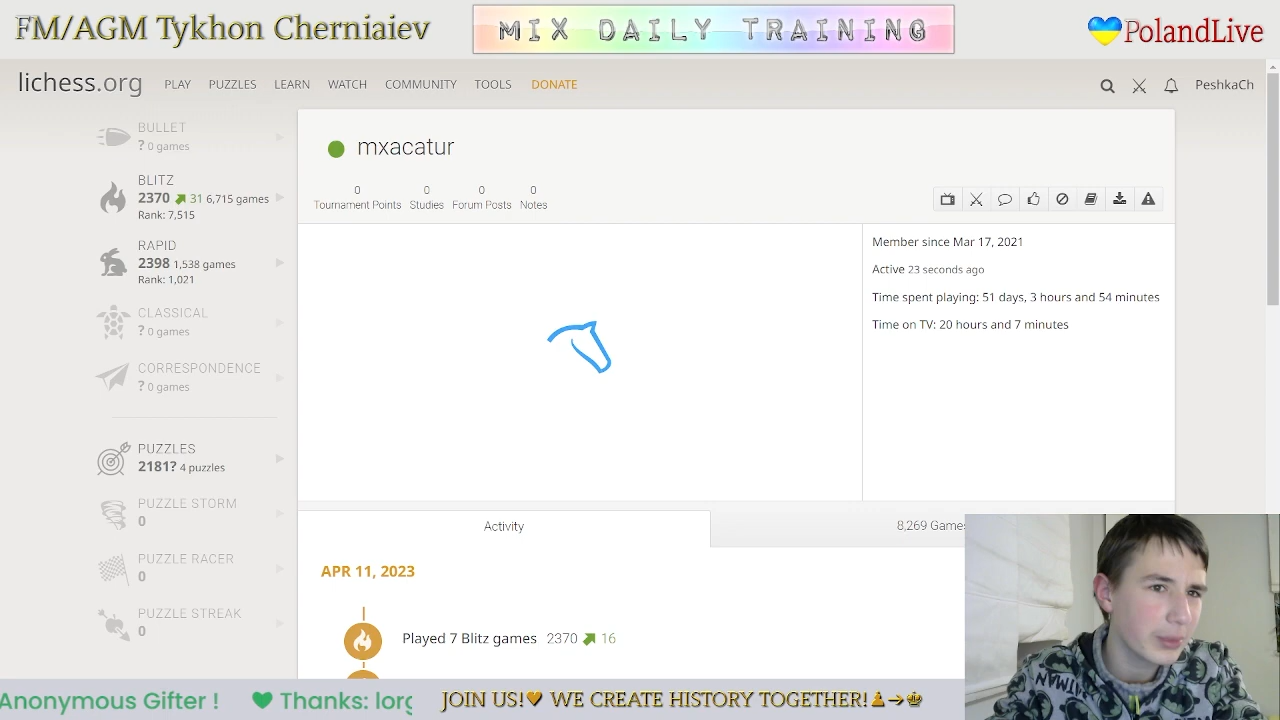 FM/AGM Tykhon Cherniaiev
MIX DAILY TRAINING
PolandLive
lichess.org
PLAY PUZZLES LEARN WATCH COMMUNITY TOOLS DONATE
PeshkaCh
BULLET
? 0 games
BLITZ
2370 31 6,715 games
Rank: 7,515
RAPID
2398 1,538 games
Rank: 1,021
CLASSICAL
? 0 games
CORRESPONDENCE
? 0 games
PUZZLES
2181? 4 puzzles
PUZZLE STORM
0
PUZZLE RACER
0
PUZZLE STREAK
0
mxacatur
0 0 0 0
Tournament Points Studies Forum Posts Notes
Member since Mar 17, 2021
Active 23 seconds ago
Time spent playing: 51 days, 3 hours and 54 minutes
Time on TV: 20 hours and 7 minutes
Activity
8,269 Games
APR 11, 2023
Played 7 Blitz games 2370 16
Anonymous Gifter ! Thanks: lorg
JOIN US! WE CREATE HISTORY TOGETHER!